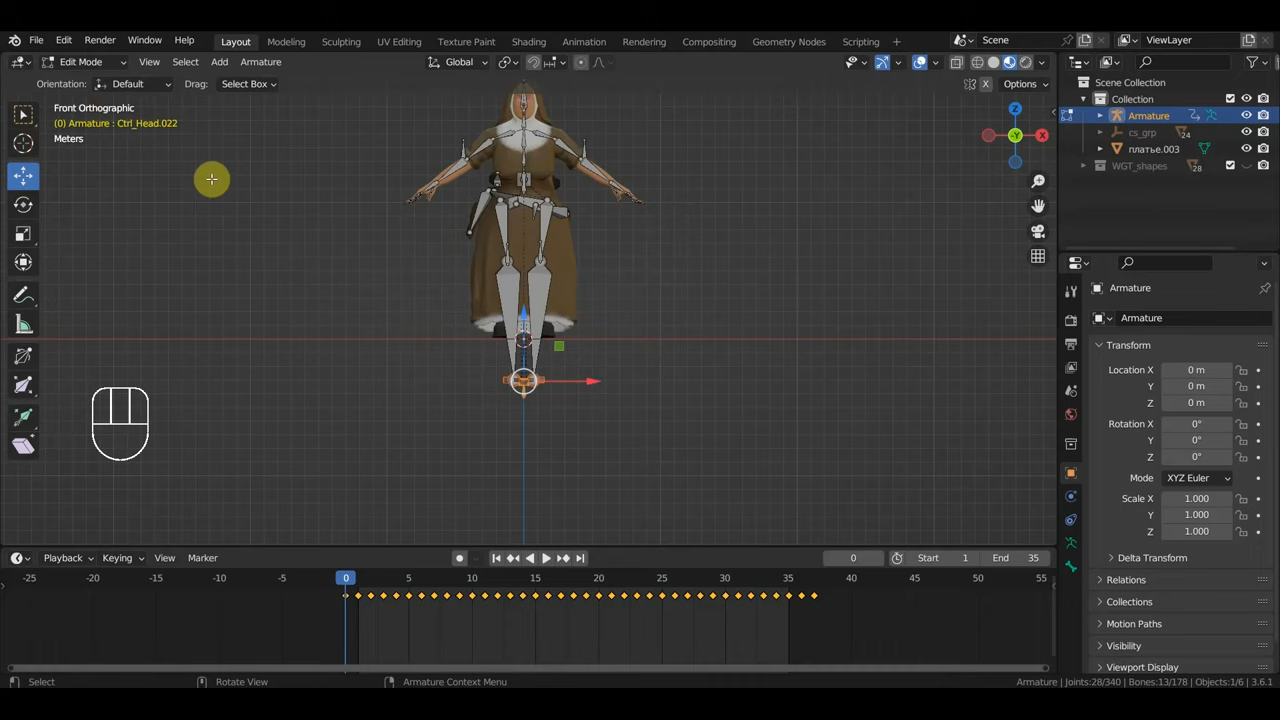 File Edit Render Window Help Layout Modeling Sculpting UV Editing Texture Paint Shading Animation Rendering Compositing Geometry Nodes Scripting + Scene ViewLayer
Edit Mode View Select Add Armature Global
Orientation: Default Drag: Select Box X Options
Front Orthographic
(0) Armature : Ctrl_Head.022
Meters
Z
X
-Y
Scene Collection
Collection
Armature
cs_grp 24
платье.003
WGT_shapes 28
Armature
Armature
Transform
Location X 0 m
Y 0 m
Z 0 m
Rotation X 0°
Y 0°
Z 0°
Mode XYZ Euler
Scale X 1.000
Y 1.000
Z 1.000
Delta Transform
Relations
Collections
Motion Paths
Visibility
Viewport Display
Playback Keying View Marker 0 Start 1 End 35
-25 -20 -15 -10 -5 0 5 10 15 20 25 30 35 40 45 50 55
Select Rotate View Armature Context Menu Armature | Joints:28/340 | Bones:13/178 | Objects:1/6 | 3.6.1